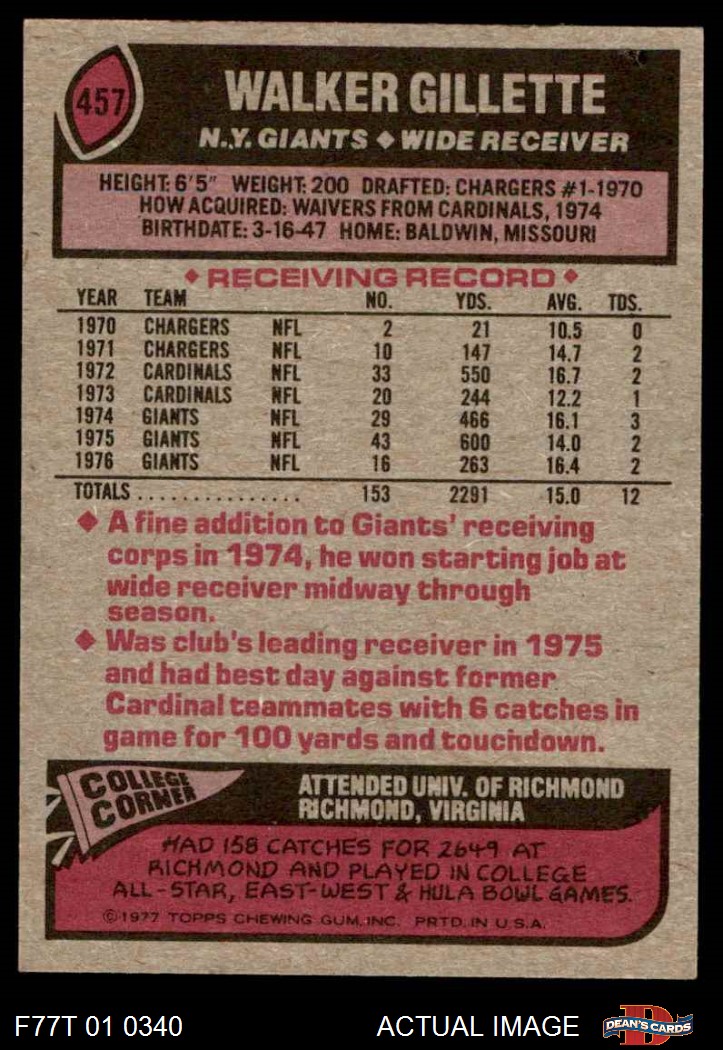 457
WALKER GILLETTE
N.Y. GIANTS ◆ WIDE RECEIVER
HEIGHT: 6'5" WEIGHT: 200 DRAFTED: CHARGERS #1-1970
HOW ACQUIRED: WAIVERS FROM CARDINALS, 1974
BIRTHDATE: 3-16-47 HOME: BALDWIN, MISSOURI
◆ RECEIVING RECORD ◆
YEAR TEAM NO. YDS. AVG. TDS.
1970 CHARGERS NFL 2 21 10.5 0
1971 CHARGERS NFL 10 147 14.7 2
1972 CARDINALS NFL 33 550 16.7 2
1973 CARDINALS NFL 20 244 12.2 1
1974 GIANTS NFL 29 466 16.1 3
1975 GIANTS NFL 43 600 14.0 2
1976 GIANTS NFL 16 263 16.4 2
TOTALS ................ 153 2291 15.0 12
◆ A fine addition to Giants' receiving
corps in 1974, he won starting job at
wide receiver midway through
season.
◆ Was club's leading receiver in 1975
and had best day against former
Cardinal teammates with 6 catches in
game for 100 yards and touchdown.
COLLEGE
CORNER
ATTENDED UNIV. OF RICHMOND
RICHMOND, VIRGINIA
HAD 158 CATCHES FOR 2649 AT
RICHMOND AND PLAYED IN COLLEGE
ALL-STAR, EAST-WEST & HULA BOWL GAMES.
©1977 TOPPS CHEWING GUM, INC. PRTD. IN U.S.A.
F77T 01 0340 ACTUAL IMAGE D DEAN'S CARDS